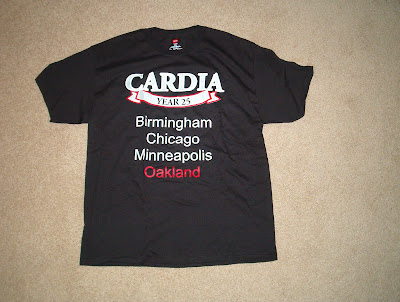 CARDIA
YEAR 25
Birmingham
Chicago
Minneapolis
Oakland